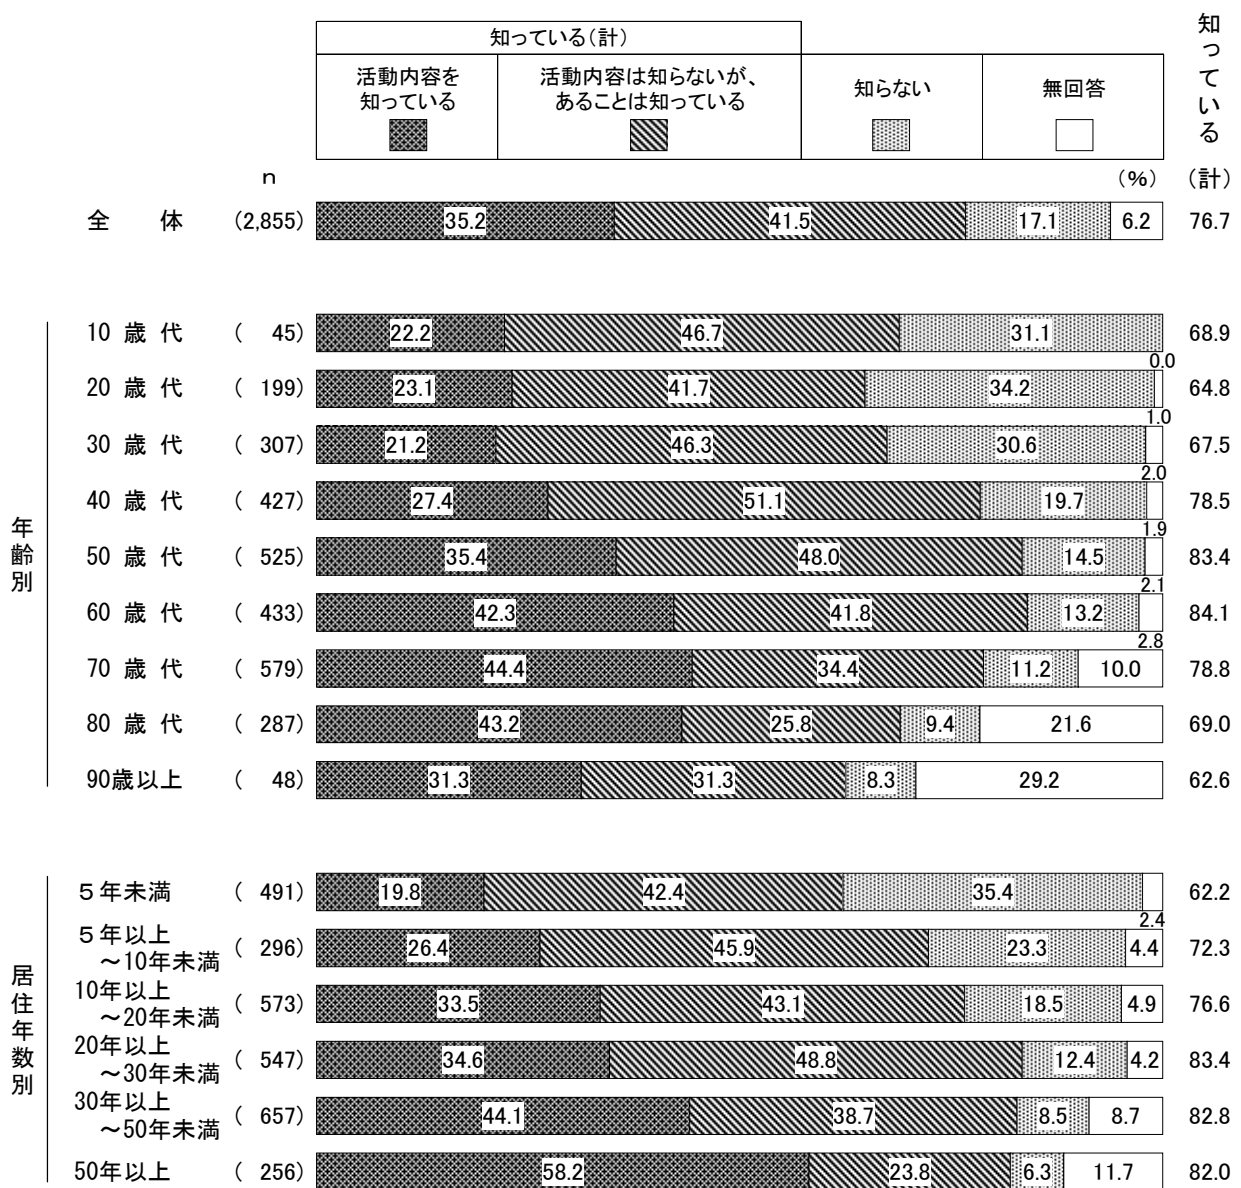 知っている(計)
知っている
活動内容を
知っている
活動内容は知らないが、
あることは知っている
知らない
無回答
n
(%)
(計)
全 体 (2,855) 35.2 41.5 17.1 6.2 76.7
年齢別
10 歳 代 ( 45) 22.2 46.7 31.1 68.9
0.0
20 歳 代 ( 199) 23.1 41.7 34.2 64.8
1.0
30 歳 代 ( 307) 21.2 46.3 30.6 67.5
2.0
40 歳 代 ( 427) 27.4 51.1 19.7 78.5
1.9
50 歳 代 ( 525) 35.4 48.0 14.5 83.4
2.1
60 歳 代 ( 433) 42.3 41.8 13.2 84.1
2.8
70 歳 代 ( 579) 44.4 34.4 11.2 10.0 78.8
80 歳 代 ( 287) 43.2 25.8 9.4 21.6 69.0
90歳以上 ( 48) 31.3 31.3 8.3 29.2 62.6
居住年数別
5年未満 ( 491) 19.8 42.4 35.4 62.2
2.4
5年以上
~10年未満 ( 296) 26.4 45.9 23.3 4.4 72.3
10年以上
~20年未満 ( 573) 33.5 43.1 18.5 4.9 76.6
20年以上
~30年未満 ( 547) 34.6 48.8 12.4 4.2 83.4
30年以上
~50年未満 ( 657) 44.1 38.7 8.5 8.7 82.8
50年以上 ( 256) 58.2 23.8 6.3 11.7 82.0